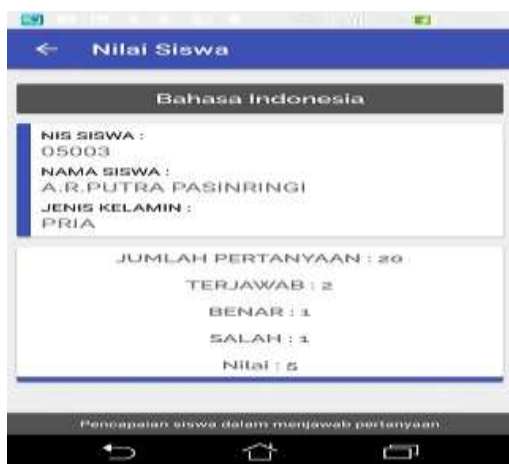 Nilai Siswa
Bahasa Indonesia
NIS SISWA :
05003
NAMA SISWA :
A.R.PUTRA PASINRINGI
JENIS KELAMIN :
PRIA
JUMLAH PERTANYAAN : 20
TERJAWAB : 2
BENAR : 1
SALAH : 1
Nilai : 5
Pencapaian siswa dalam menjawab pertanyaan